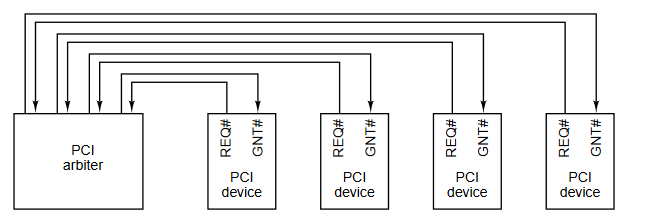 PCI
arbiter
REQ#
GNT#
PCI
device
REQ#
GNT#
PCI
device
REQ#
GNT#
PCI
device
REQ#
GNT#
PCI
device